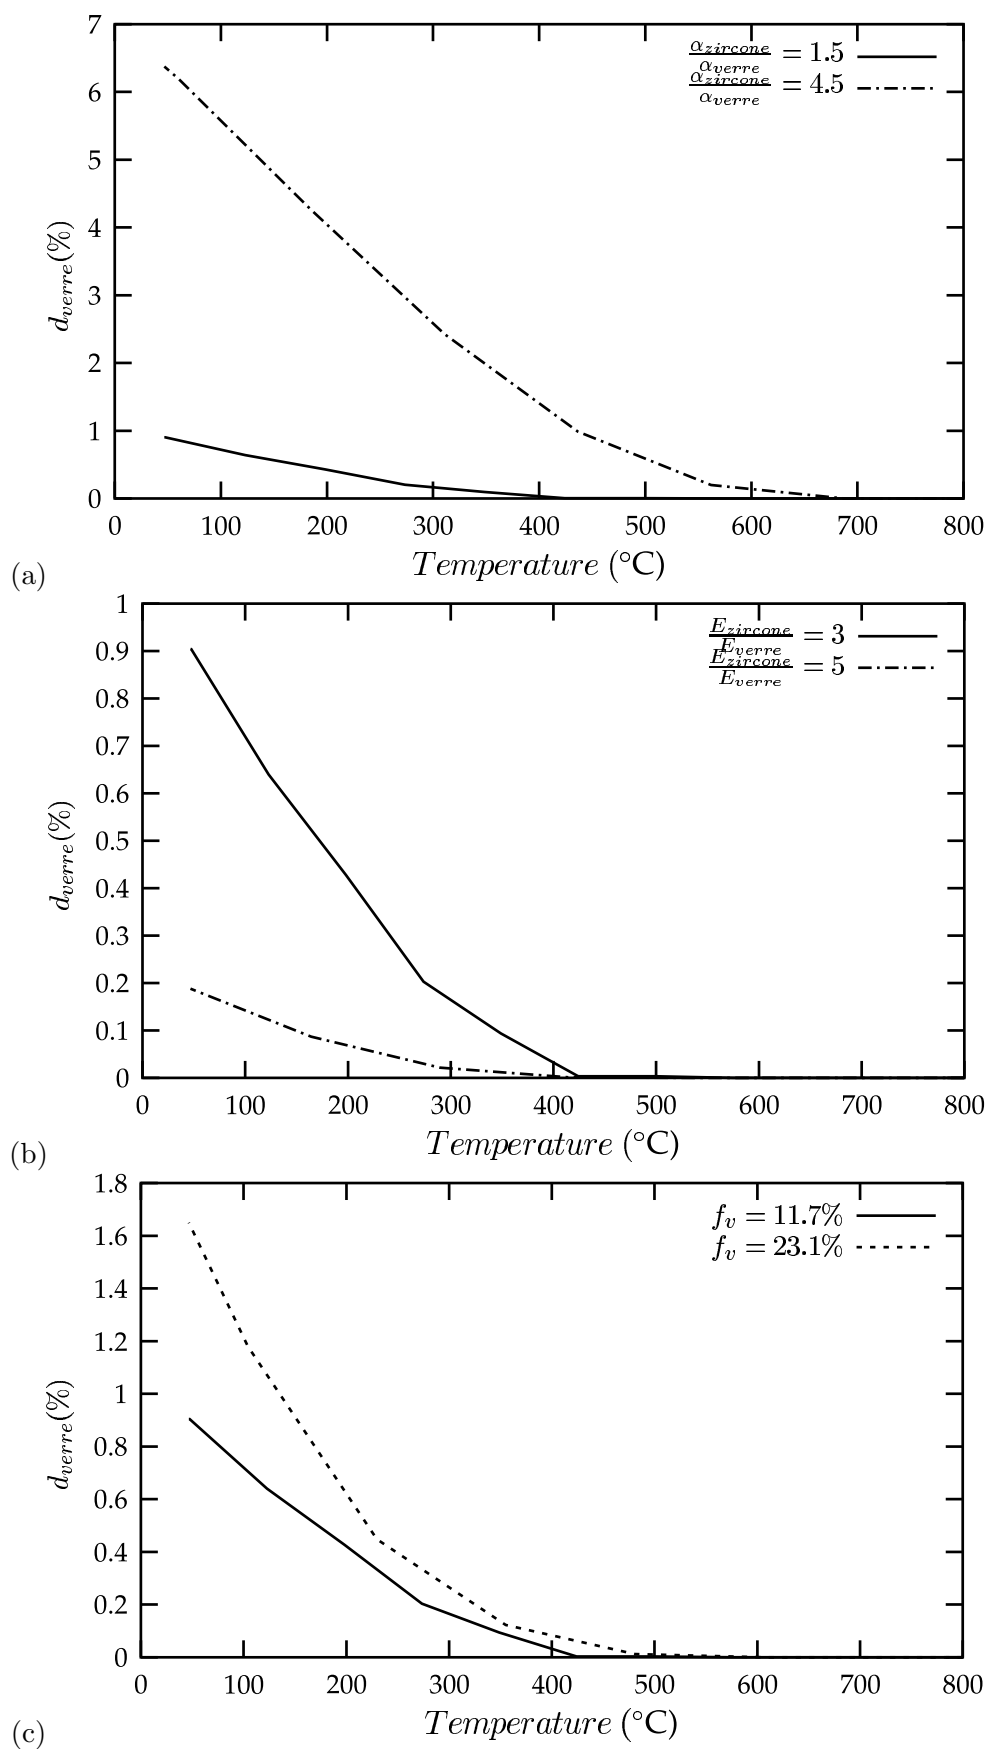 7
6
5
4
3
2
1
0
d_verre(%)
α_zircone/α_verre = 1.5
α_zircone/α_verre = 4.5
0 100 200 300 400 500 600 700 800
Temperature (°C)
(a)
1
0.9
0.8
0.7
0.6
0.5
0.4
0.3
0.2
0.1
0
d_verre(%)
E_zircone/E_verre = 3
E_zircone/E_verre = 5
0 100 200 300 400 500 600 700 800
Temperature (°C)
(b)
1.8
1.6
1.4
1.2
1
0.8
0.6
0.4
0.2
0
d_verre(%)
f_v = 11.7%
f_v = 23.1%
0 100 200 300 400 500 600 700 800
Temperature (°C)
(c)